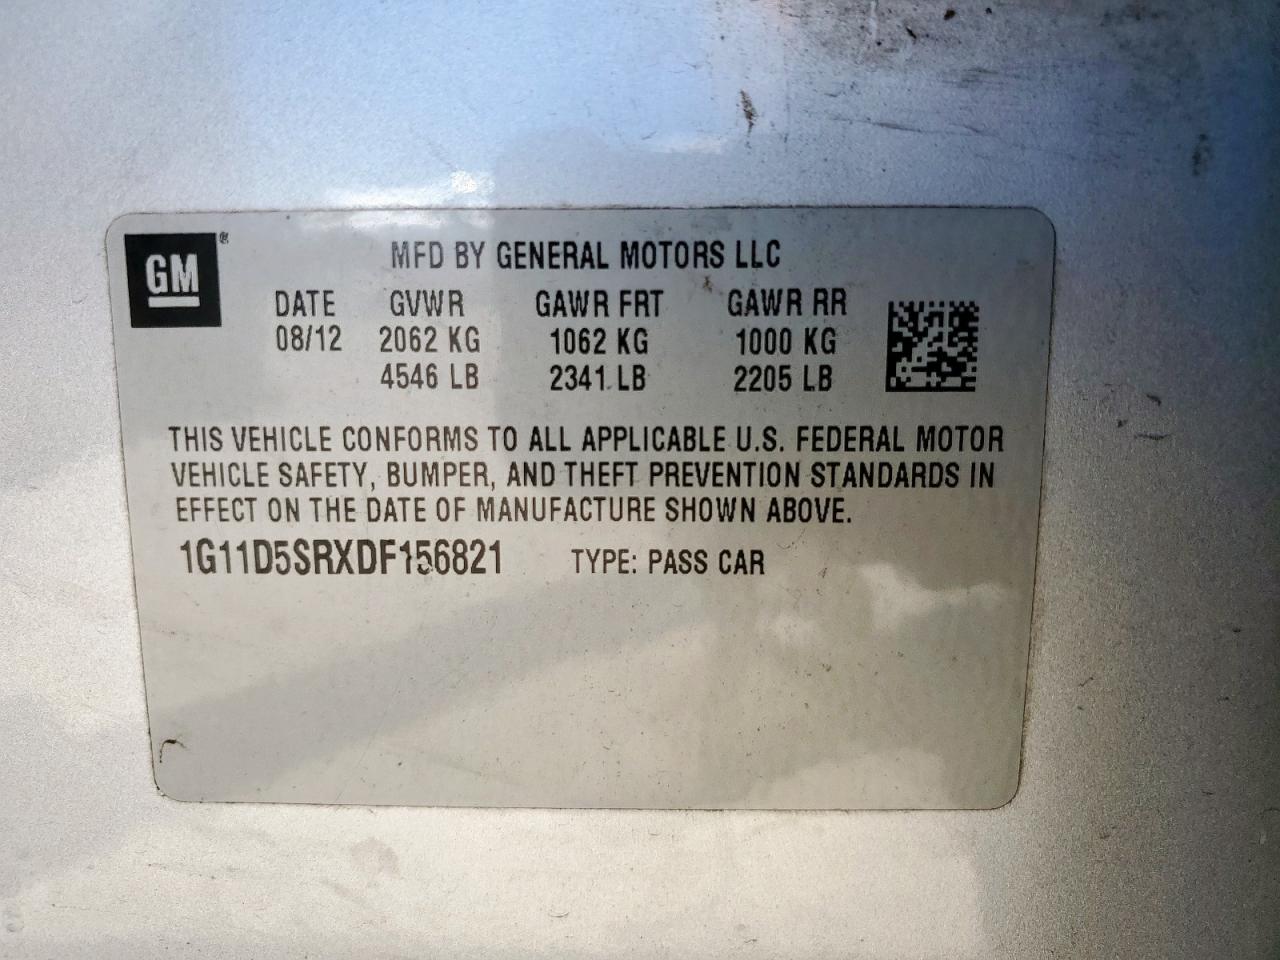 GM®
MFD BY GENERAL MOTORS LLC
DATE GVWR GAWR FRT GAWR RR
08/12 2062 KG 1062 KG 1000 KG
4546 LB 2341 LB 2205 LB
THIS VEHICLE CONFORMS TO ALL APPLICABLE U.S. FEDERAL MOTOR
VEHICLE SAFETY, BUMPER, AND THEFT PREVENTION STANDARDS IN
EFFECT ON THE DATE OF MANUFACTURE SHOWN ABOVE.
1G11D5SRXDF156821 TYPE: PASS CAR